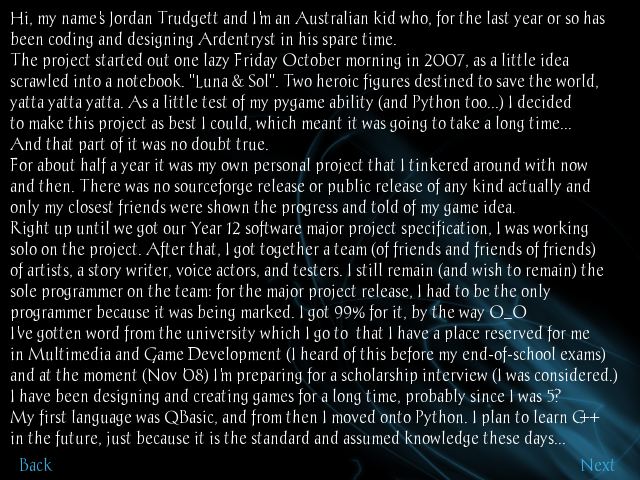 Hi, my name's Jordan Trudgett and I'm an Australian kid who, for the last year or so has
been coding and designing Ardentryst in his spare time.
The project started out one lazy Friday October morning in 2007, as a little idea
scrawled into a notebook. "Luna & Sol". Two heroic figures destined to save the world,
yatta yatta yatta. As a little test of my pygame ability (and Python too...) I decided
to make this project as best I could, which meant it was going to take a long time...
And that part of it was no doubt true.
For about half a year it was my own personal project that I tinkered around with now
and then. There was no sourceforge release or public release of any kind actually and
only my closest friends were shown the progress and told of my game idea.
Right up until we got our Year 12 software major project specification, I was working
solo on the project. After that, I got together a team (of friends and friends of friends)
of artists, a story writer, voice actors, and testers. I still remain (and wish to remain) the
sole programmer on the team: for the major project release, I had to be the only
programmer because it was being marked. I got 99% for it, by the way O_O
I've gotten word from the university which I go to  that I have a place reserved for me
in Multimedia and Game Development (I heard of this before my end-of-school exams)
and at the moment (Nov '08) I'm preparing for a scholarship interview (I was considered.)
I have been designing and creating games for a long time, probably since I was 5?
My first language was QBasic, and from then I moved onto Python. I plan to learn C++
in the future, just because it is the standard and assumed knowledge these days...
Back
Next